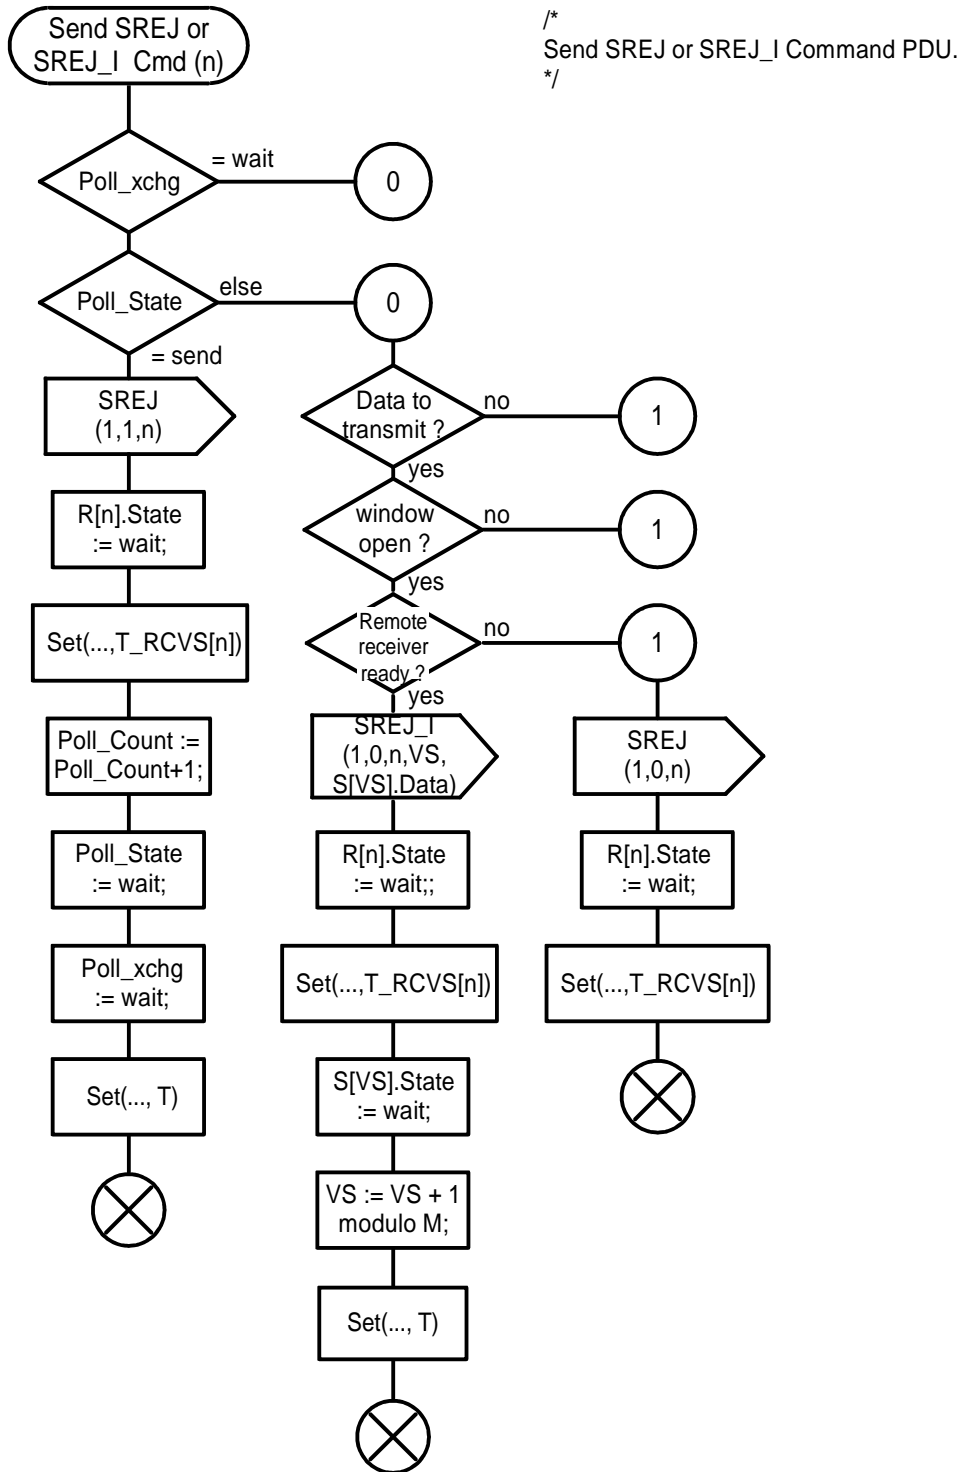 Send SREJ or
SREJ_I Cmd (n)
/*
Send SREJ or SREJ_I Command PDU.
*/
Poll_xchg
= wait
0
Poll_State
else
0
= send
SREJ
(1,1,n)
R[n].State
:= wait;
Set(...,T_RCVS[n])
Poll_Count :=
Poll_Count+1;
Poll_State
:= wait;
Poll_xchg
:= wait;
Set(..., T)
Data to
transmit ?
no
1
yes
window
open ?
no
1
yes
Remote
receiver
ready ?
no
1
yes
SREJ_I
(1,0,n,VS,
S[VS].Data)
R[n].State
:= wait;;
Set(...,T_RCVS[n])
S[VS].State
:= wait;
VS := VS + 1
modulo M;
Set(..., T)
SREJ
(1,0,n)
R[n].State
:= wait;
Set(...,T_RCVS[n])